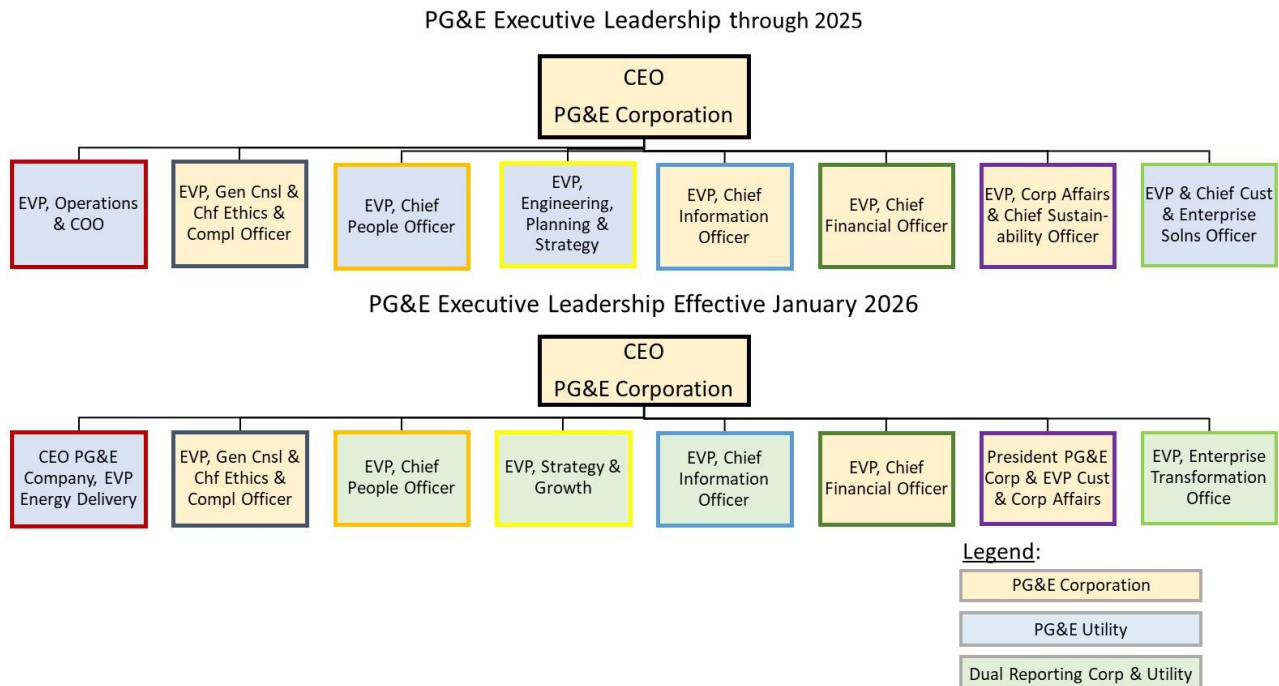 PG&E Executive Leadership through 2025
CEO
PG&E Corporation
EVP, Operations
& COO
EVP, Gen Cnsl &
Chf Ethics &
Compl Officer
EVP, Chief
People Officer
EVP,
Engineering,
Planning &
Strategy
EVP, Chief
Information
Officer
EVP, Chief
Financial Officer
EVP, Corp Affairs
& Chief Sustain-
ability Officer
EVP & Chief Cust
& Enterprise
Solns Officer
PG&E Executive Leadership Effective January 2026
CEO
PG&E Corporation
CEO PG&E
Company, EVP
Energy Delivery
EVP, Gen Cnsl &
Chf Ethics &
Compl Officer
EVP, Chief
People Officer
EVP, Strategy &
Growth
EVP, Chief
Information
Officer
EVP, Chief
Financial Officer
President PG&E
Corp & EVP Cust
& Corp Affairs
EVP, Enterprise
Transformation
Office
Legend:
PG&E Corporation
PG&E Utility
Dual Reporting Corp & Utility